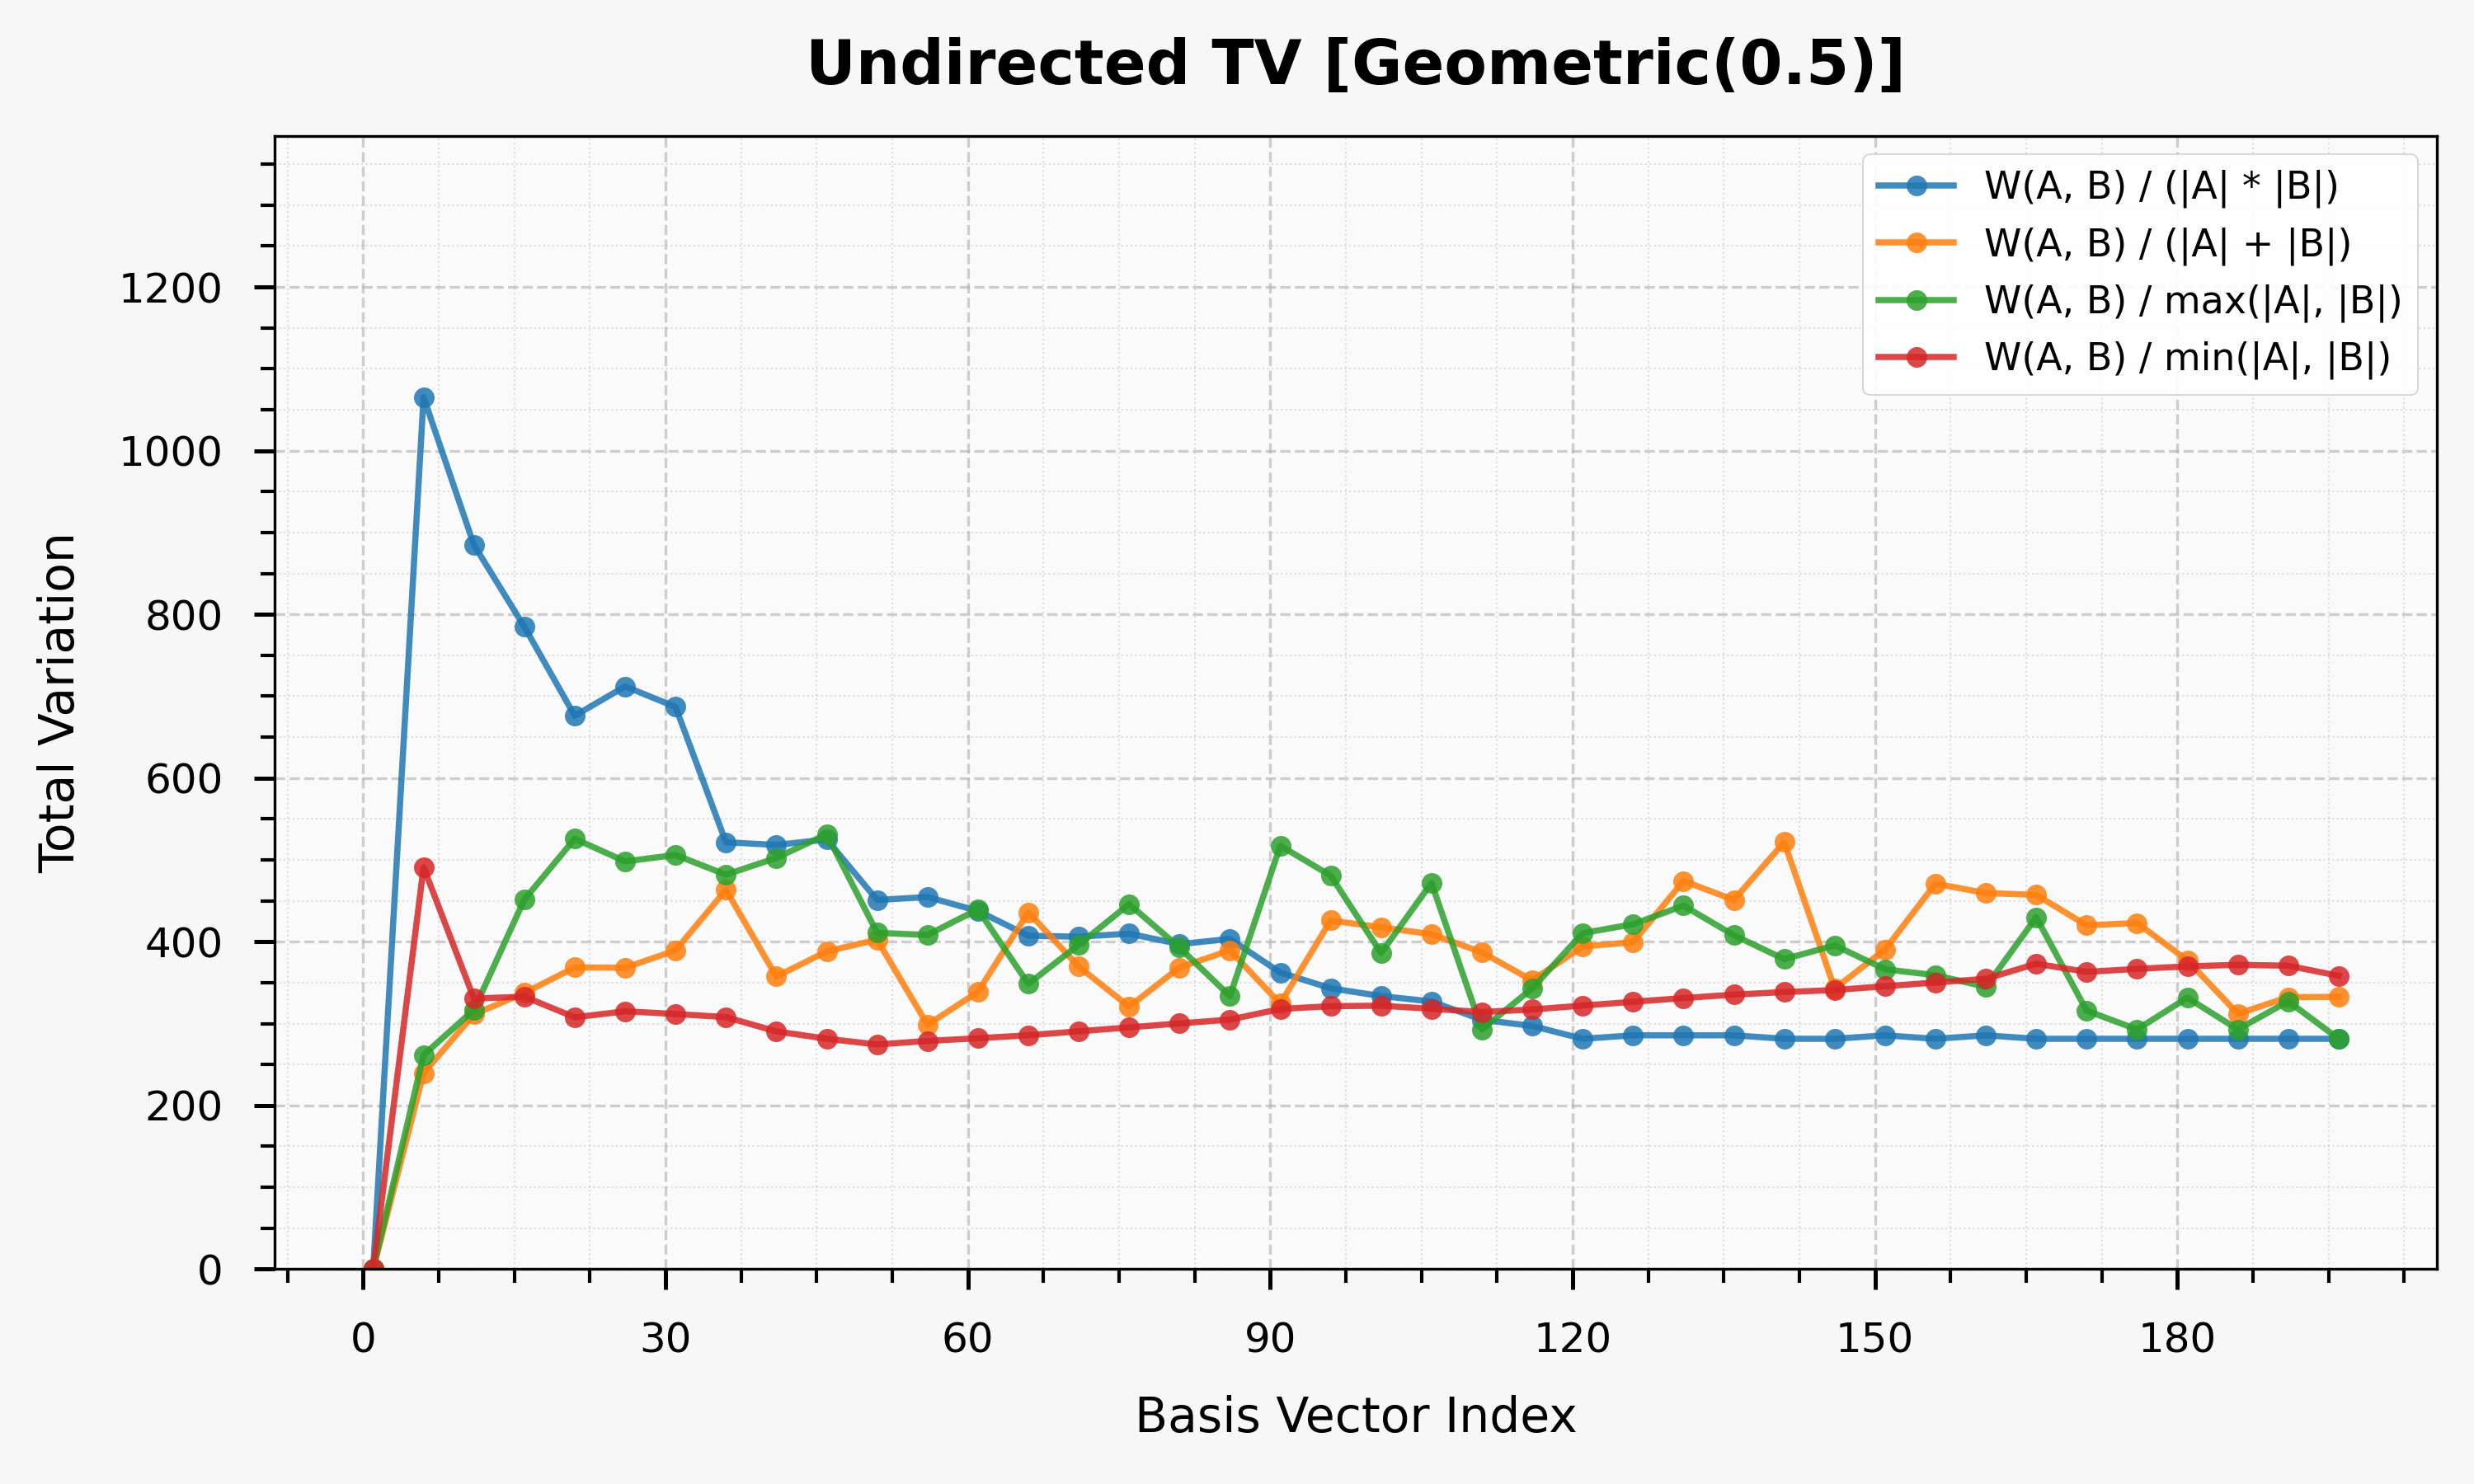 Undirected TV [Geometric(0.5)]
W(A, B) / (|A| * |B|)
W(A, B) / (|A| + |B|)
W(A, B) / max(|A|, |B|)
W(A, B) / min(|A|, |B|)
Total Variation
1200
1000
800
600
400
200
0
0 30 60 90 120 150 180
Basis Vector Index